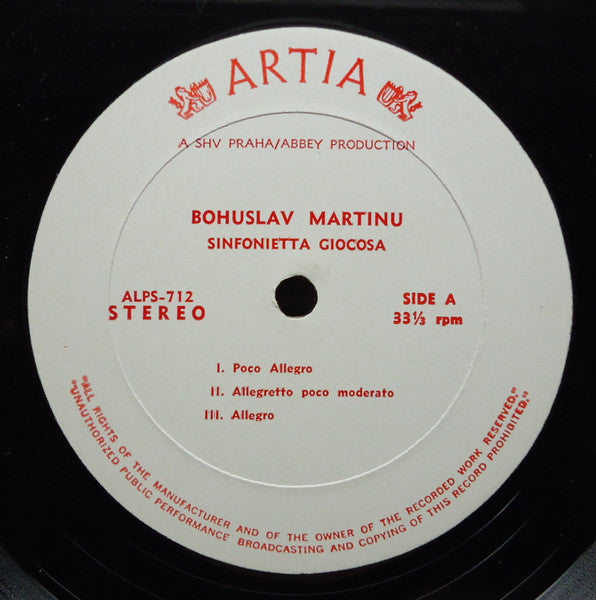 ARTIA
A SHV PRAHA/ABBEY PRODUCTION
BOHUSLAV MARTINU
SINFONIETTA GIOCOSA
ALPS-712
STEREO
SIDE A
33⅓ rpm
I. Poco Allegro
II. Allegretto poco moderato
III. Allegro
"ALL RIGHTS OF THE MANUFACTURER AND OF THE OWNER OF THE RECORDED WORK RESERVED."
"UNAUTHORIZED PUBLIC PERFORMANCE BROADCASTING AND COPYING OF THIS RECORD PROHIBITED."